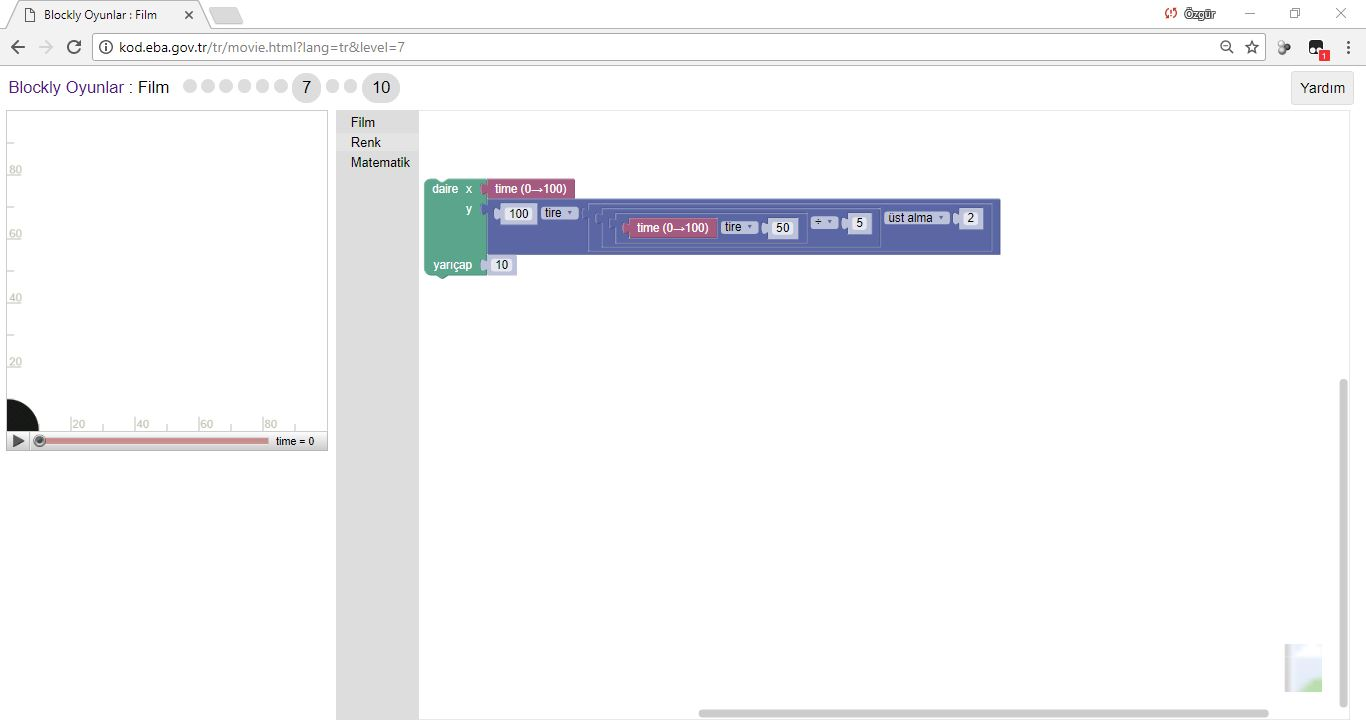 Blockly Oyunlar : Film
Özgür
kod.eba.gov.tr/tr/movie.html?lang=tr&level=7
1
Blockly Oyunlar : Film 7 10
Yardım
Film
Renk
Matematik
daire x time (0→100)
y 100 tire time (0→100) tire 50 ÷ 5 üst alma 2
yarıçap 10
80
60
40
20
20 40 60 80
time = 0